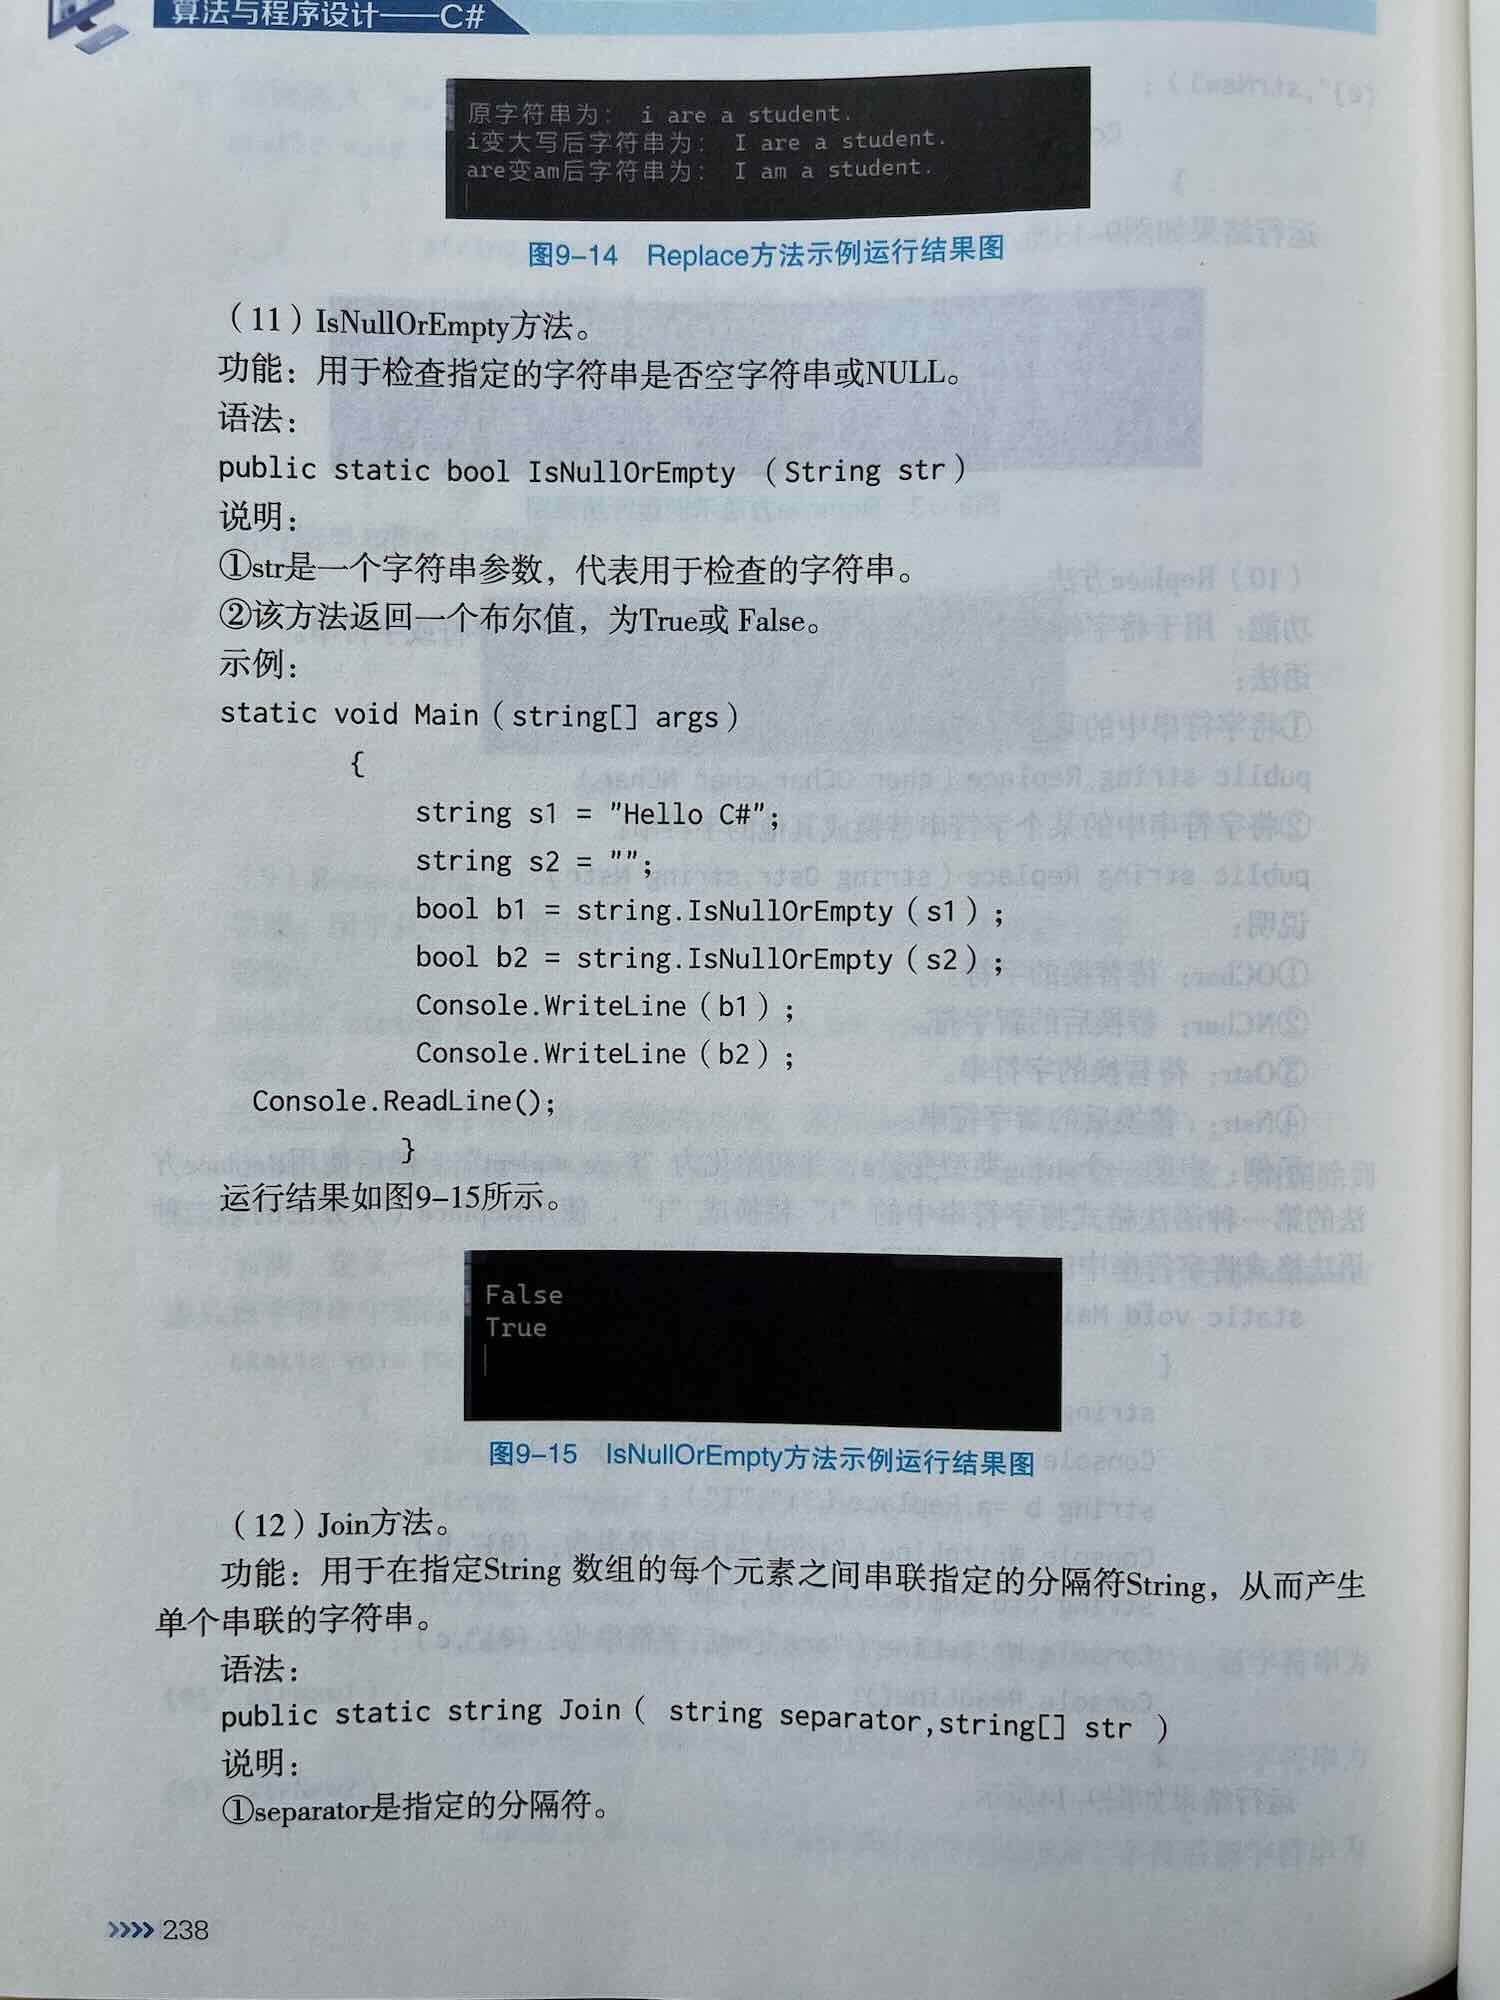 算法与程序设计——C#
原字符串为： i are a student.
i变大写后字符串为： I are a student.
are变am后字符串为： I am a student.
图9-14 Replace方法示例运行结果图
（11）IsNullOrEmpty方法。
功能：用于检查指定的字符串是否空字符串或NULL。
语法：
public static bool IsNullOrEmpty （String str）
说明：
①str是一个字符串参数，代表用于检查的字符串。
②该方法返回一个布尔值，为True或 False。
示例：
static void Main（string[] args）
{
string s1 = "Hello C#";
string s2 = "";
bool b1 = string.IsNullOrEmpty（s1）;
bool b2 = string.IsNullOrEmpty（s2）;
Console.WriteLine（b1）;
Console.WriteLine（b2）;
Console.ReadLine();
}
运行结果如图9-15所示。
False
True
图9-15 IsNullOrEmpty方法示例运行结果图
（12）Join方法。
功能：用于在指定String 数组的每个元素之间串联指定的分隔符String，从而产生
单个串联的字符串。
语法：
public static string Join（ string separator,string[] str ）
说明：
①separator是指定的分隔符。
238